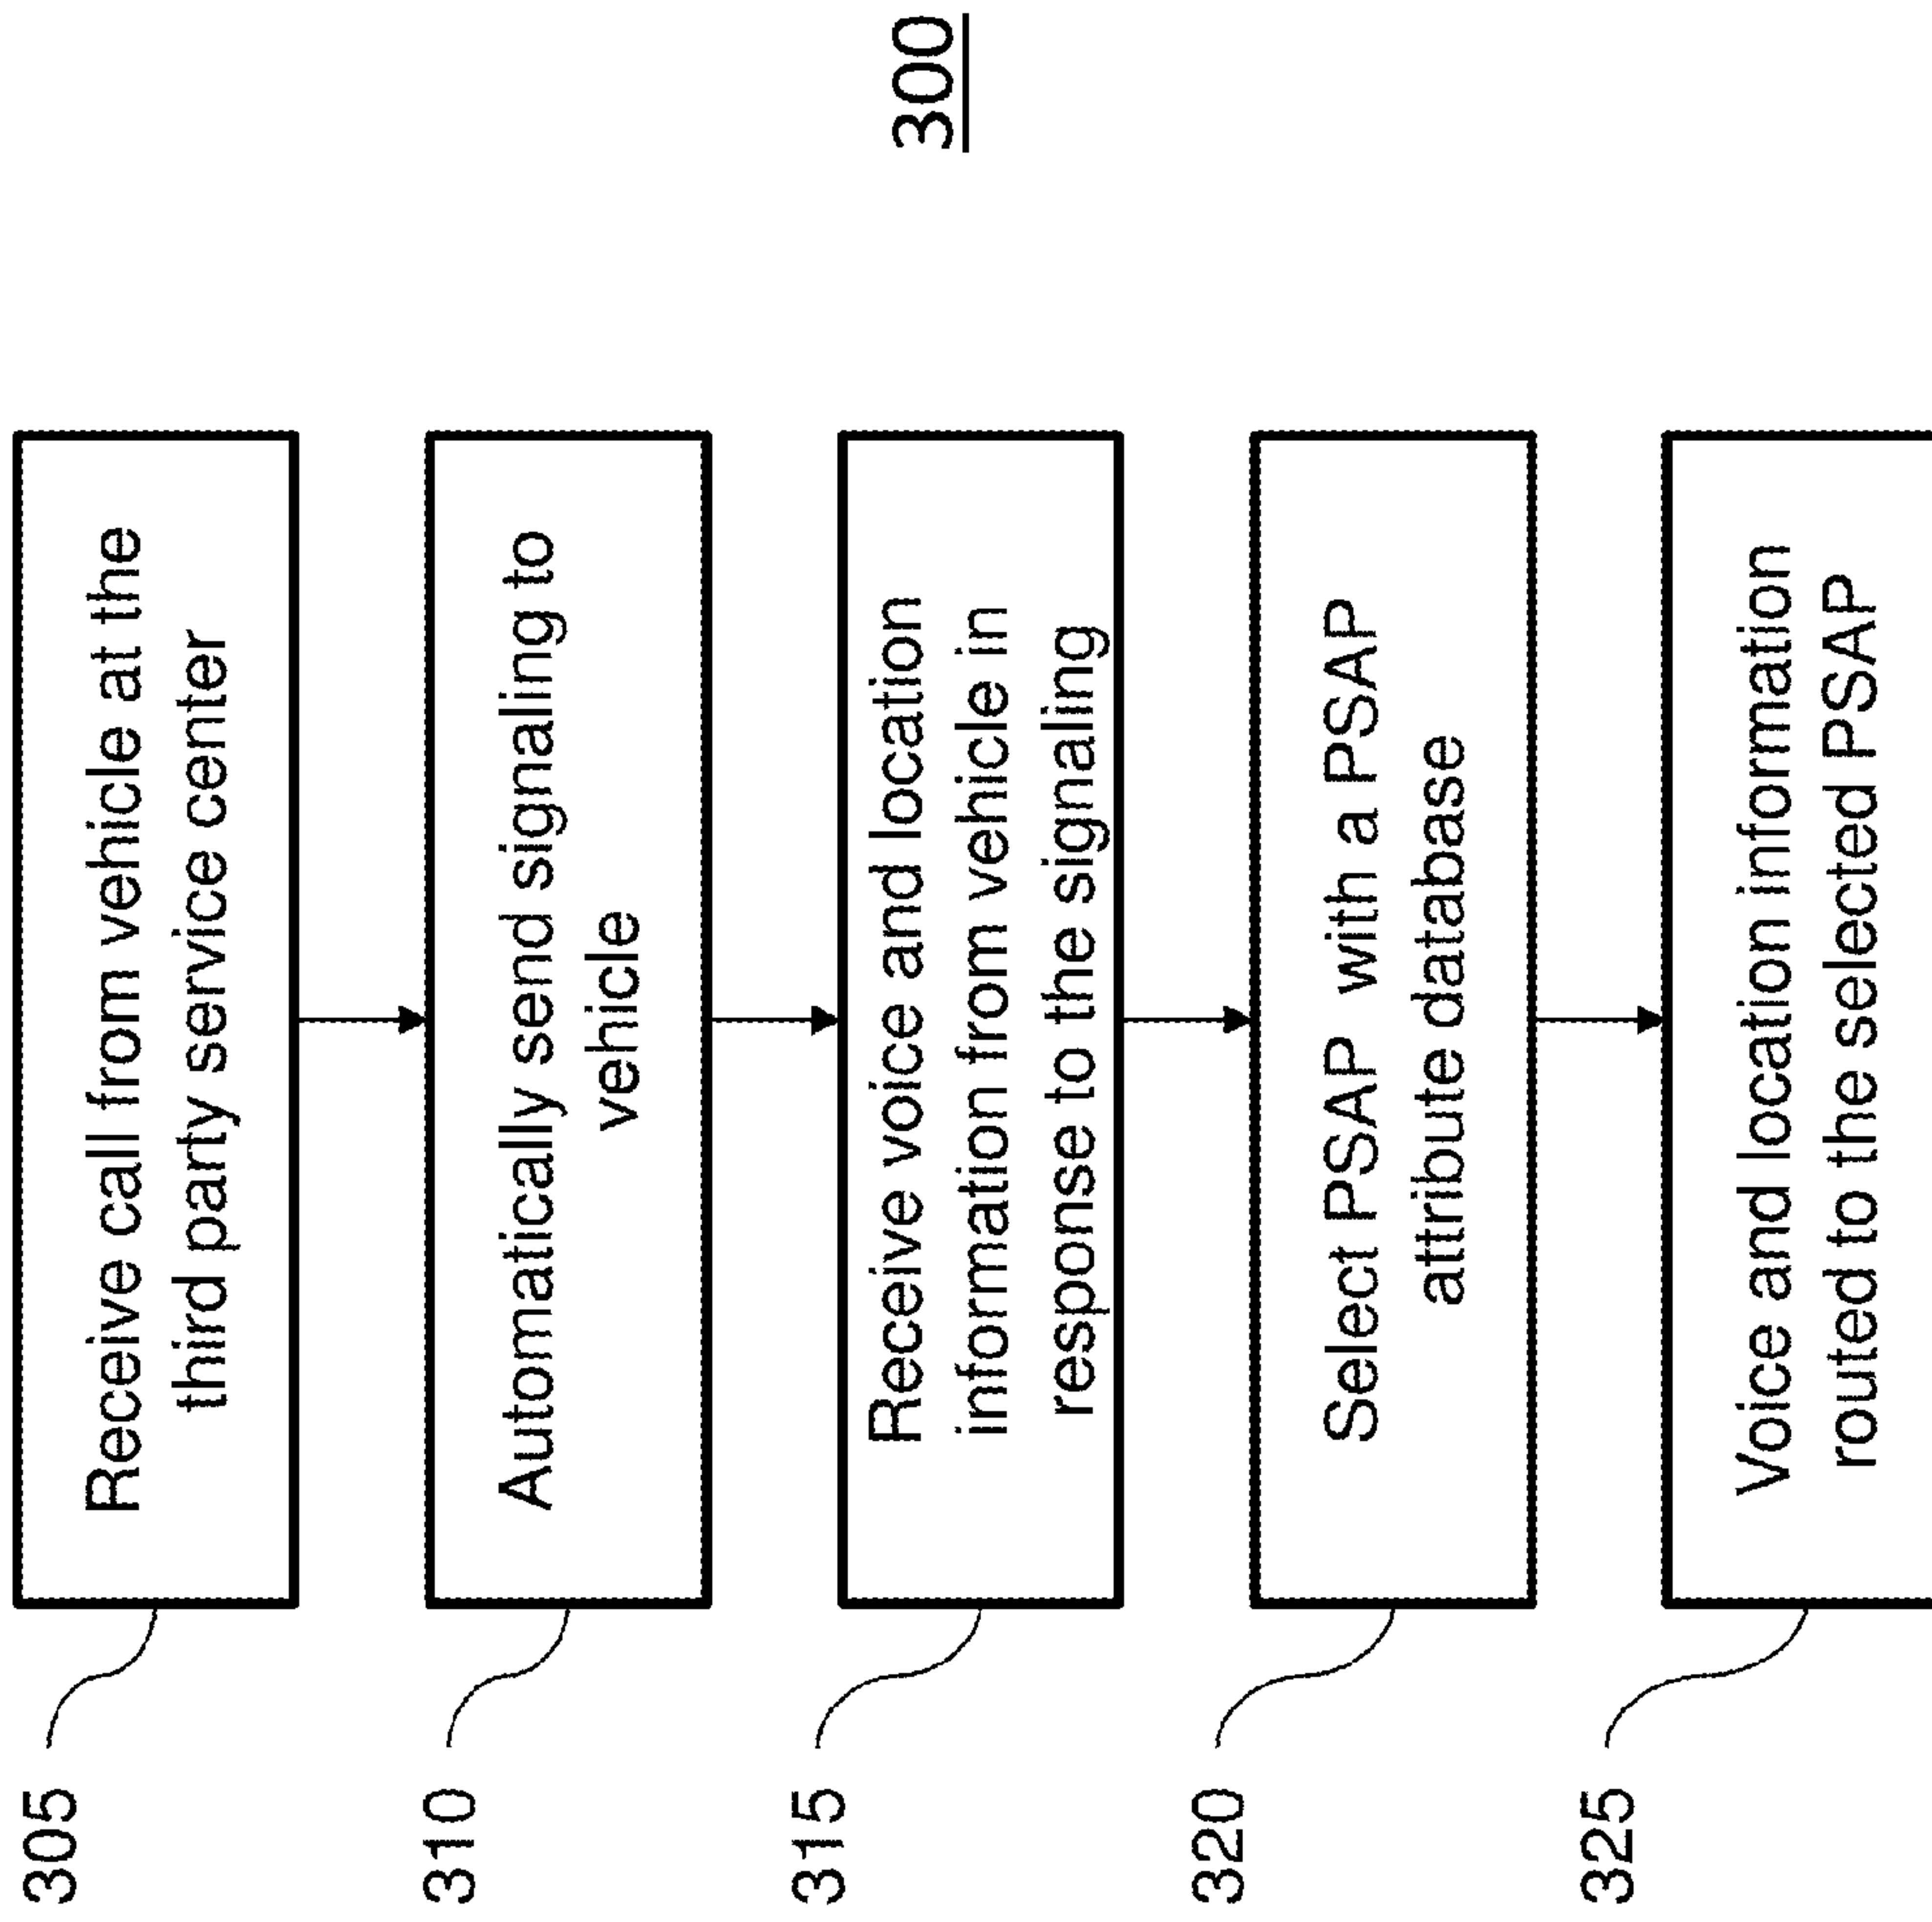 305
Receive call from vehicle at the
third party service center
310
Automatically send signaling to
vehicle
315
Receive voice and location
information from vehicle in
response to the signaling
320
Select PSAP with a PSAP
attribute database
325
Voice and location information
routed to the selected PSAP
300